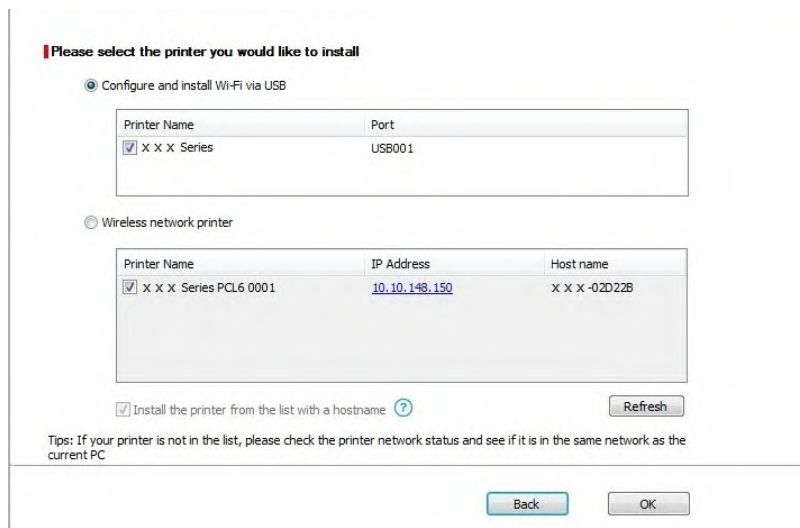 Please select the printer you would like to install
Configure and install Wi-Fi via USB
Printer Name Port
X X X Series USB001
Wireless network printer
Printer Name IP Address Host name
X X X Series PCL6 0001 10.10.148.150 X X X -02D22B
Install the printer from the list with a hostname ?
Refresh
Tips: If your printer is not in the list, please check the printer network status and see if it is in the same network as the
current PC
Back OK